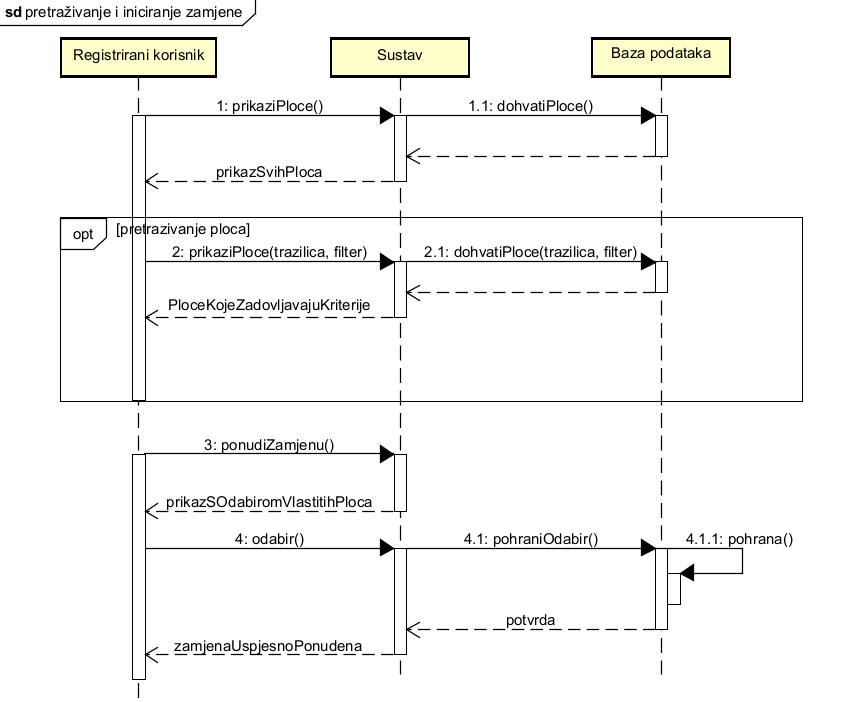 sd pretraživanje i iniciranje zamjene
Registrirani korisnik
Sustav
Baza podataka
1: prikaziPloce()
1.1: dohvatiPloce()
prikazSvihPloca
opt
[pretrazivanje ploca]
2: prikaziPloce(trazilica, filter)
2.1: dohvatiPloce(trazilica, filter)
PloceKojeZadovljavajuKriterije
3: ponudiZamjenu()
prikazSOdabiromVlastitihPloca
4: odabir()
4.1: pohraniOdabir()
4.1.1: pohrana()
potvrda
zamjenaUspjesnoPonudena